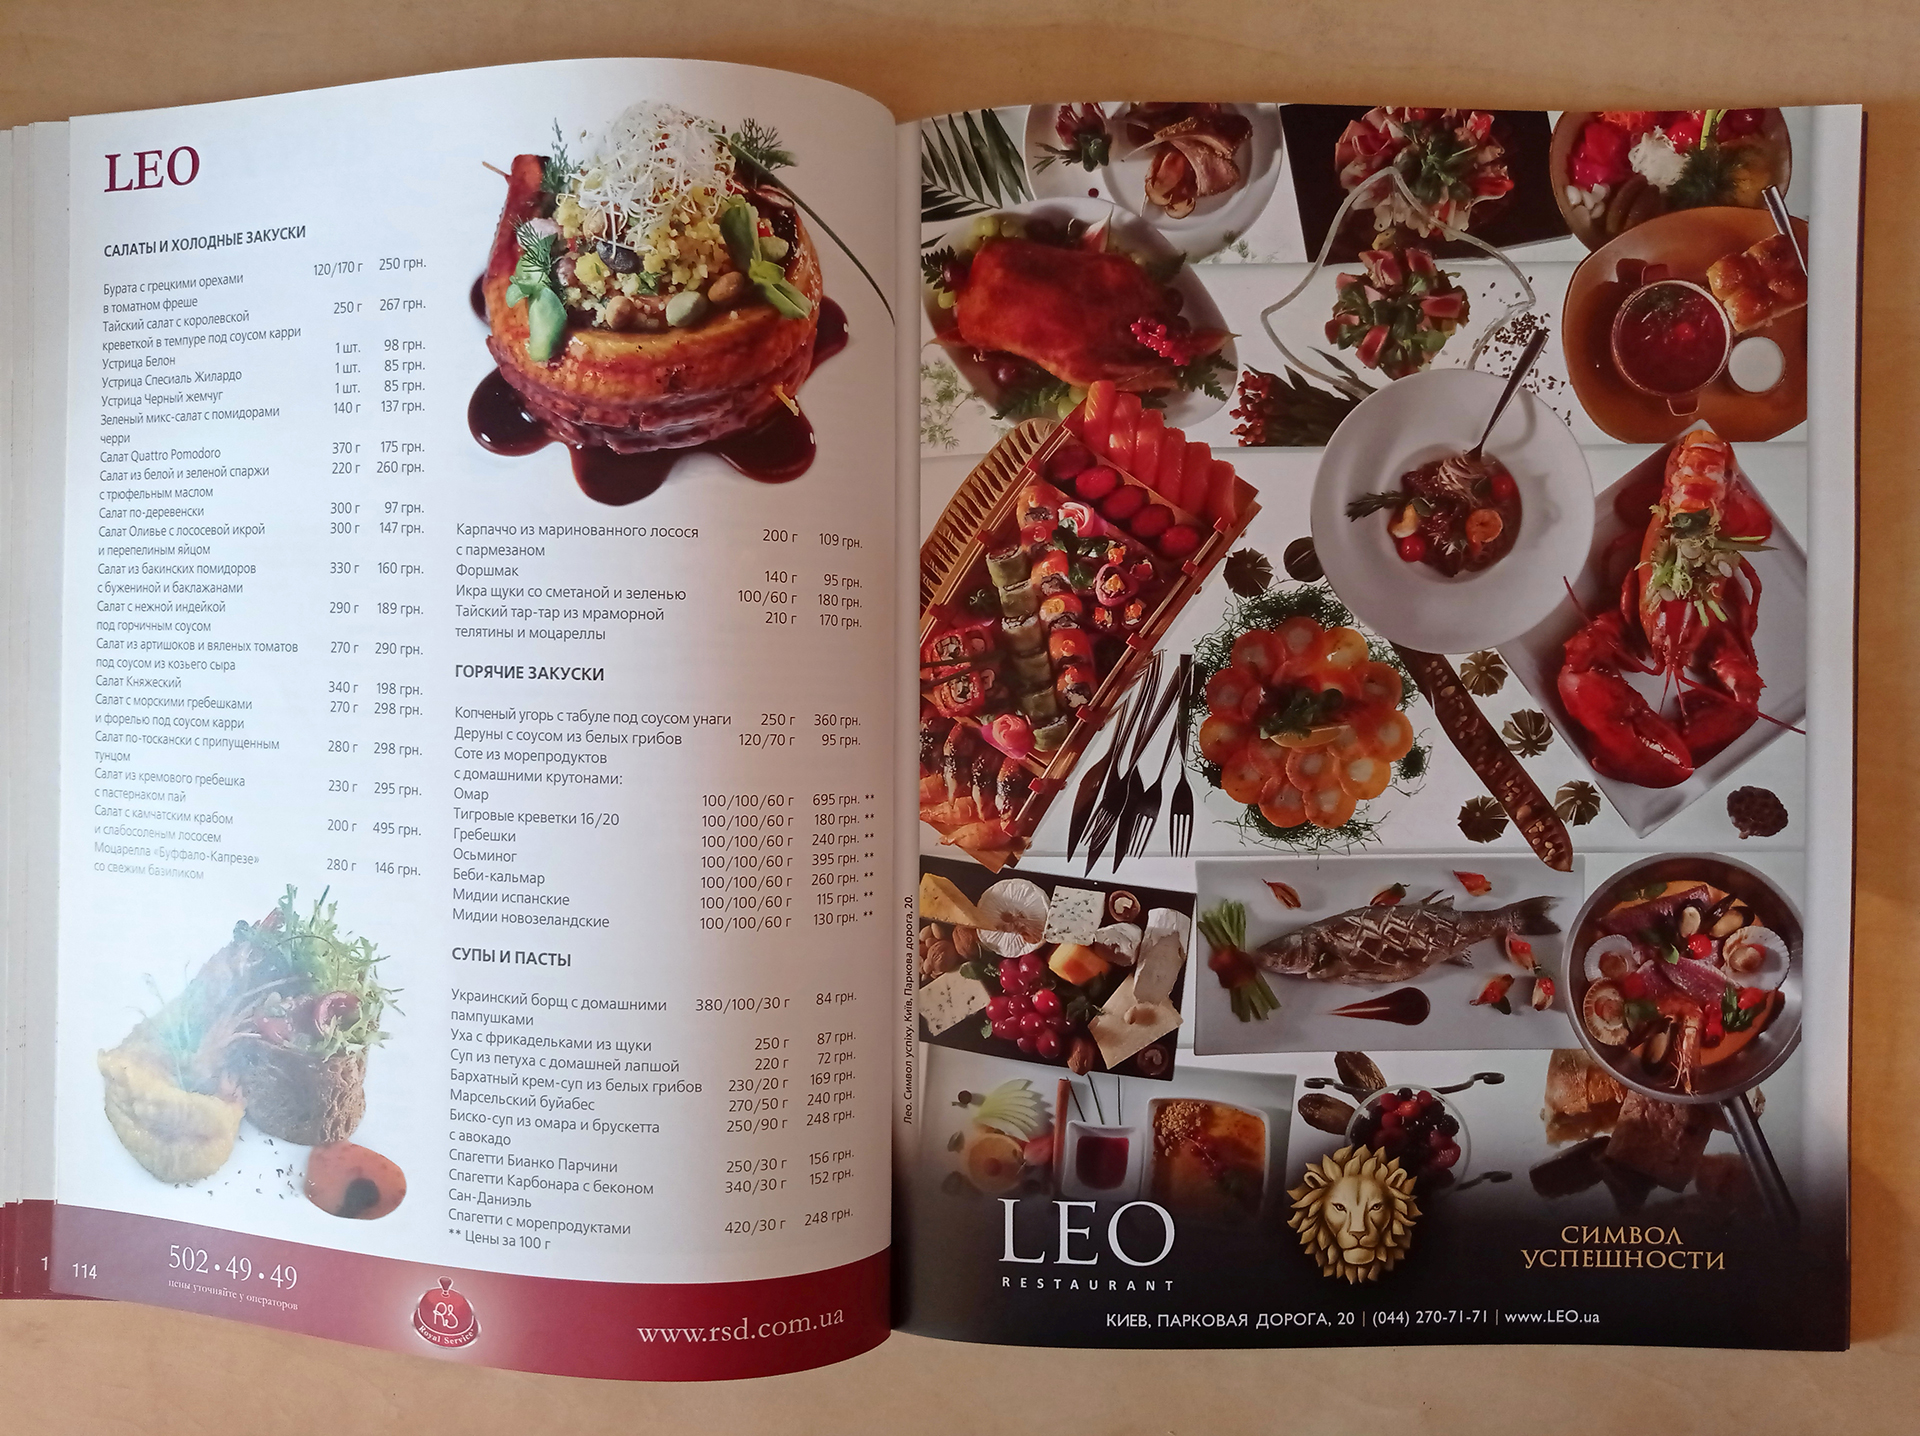 LEO
САЛАТЫ И ХОЛОДНЫЕ ЗАКУСКИ
Бурата с грецкими орехами 120/170 г 250 грн.
в томатном фреше
Тайский салат с королевской 250 г 267 грн.
креветкой в темпуре под соусом карри
Устрица Белон 1 шт. 98 грн.
Устрица Спесиаль Жилардо 1 шт. 85 грн.
Устрица Черный жемчуг 1 шт. 85 грн.
Зеленый микс-салат с помидорами 140 г 137 грн.
черри
Салат Quattro Pomodoro 370 г 175 грн.
Салат из белой и зеленой спаржи 220 г 260 грн.
с трюфельным маслом
Салат по-деревенски 300 г 97 грн.
Салат Оливье с лососевой икрой 300 г 147 грн.
и перепелиным яйцом
Салат из бакинских помидоров 330 г 160 грн.
с бужениной и баклажанами
Салат с нежной индейкой 290 г 189 грн.
под горчичным соусом
Салат из артишоков и вяленых томатов 270 г 290 грн.
под соусом из козьего сыра
Салат Княжеский 340 г 198 грн.
Салат с морскими гребешками 270 г 298 грн.
и форелью под соусом карри
Салат по-тоскански с припущенным 280 г 298 грн.
тунцом
Салат из кремового гребешка 230 г 295 грн.
с пастернаком пай
Салат с камчатским крабом 200 г 495 грн.
и слабосоленым лососем
Моцарелла «Буффало-Капрезе» 280 г 146 грн.
со свежим базиликом
Карпаччо из маринованного лосося 200 г 109 грн.
с пармезаном
Форшмак 140 г 95 грн.
Икра щуки со сметаной и зеленью 100/60 г 180 грн.
Тайский тар-тар из мраморной 210 г 170 грн.
телятины и моцареллы
ГОРЯЧИЕ ЗАКУСКИ
Копченый угорь с табуле под соусом унаги 250 г 360 грн.
Деруны с соусом из белых грибов 120/70 г 95 грн.
Соте из морепродуктов
с домашними крутонами:
Омар 100/100/60 г 695 грн. **
Тигровые креветки 16/20 100/100/60 г 180 грн. **
Гребешки 100/100/60 г 240 грн. **
Осьминог 100/100/60 г 395 грн. **
Беби-кальмар 100/100/60 г 260 грн. **
Мидии испанские 100/100/60 г 115 грн. **
Мидии новозеландские 100/100/60 г 130 грн. **
СУПЫ И ПАСТЫ
Украинский борщ с домашними 380/100/30 г 84 грн.
пампушками
Уха с фрикадельками из щуки 250 г 87 грн.
Суп из петуха с домашней лапшой 220 г 72 грн.
Бархатный крем-суп из белых грибов 230/20 г 169 грн.
Марсельский буйабес 270/50 г 240 грн.
Биско-суп из омара и брускетта 250/90 г 248 грн.
с авокадо
Спагетти Бианко Парчини 250/30 г 156 грн.
Спагетти Карбонара с беконом 340/30 г 152 грн.
Сан-Даниэль
Спагетти с морепродуктами 420/30 г 248 грн.
** Цены за 100 г
1
114
502•49•49
цены уточняйте у операторов
RS
Royal Service
www.rsd.com.ua
Лео. Символ успіху. Київ, Паркова дорога, 20.
LEO
RESTAURANT
СИМВОЛ
УСПЕШНОСТИ
КИЕВ, ПАРКОВАЯ ДОРОГА, 20 | (044) 270-71-71 | www.LEO.ua